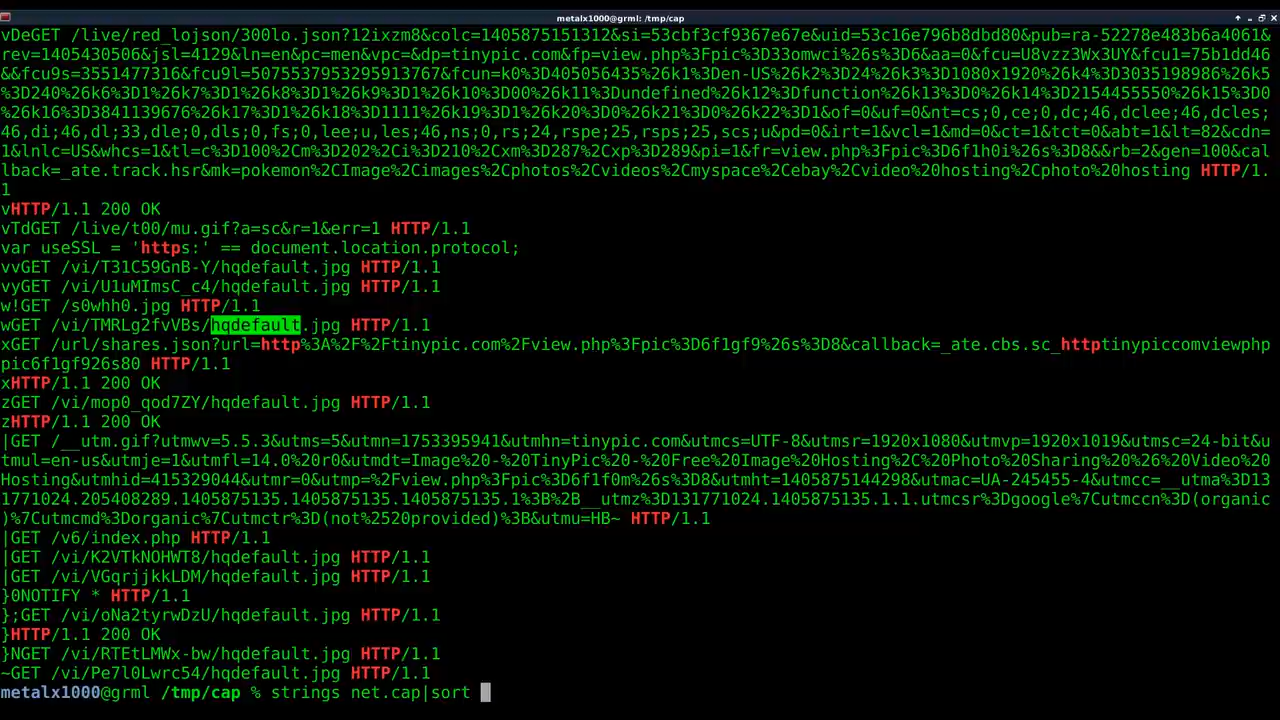 metalx1000@grml: /tmp/cap
vDeGET /live/red_lojson/300lo.json?12ixzm8&colc=1405875151312&si=53cbf3cf9367e67e&uid=53c16e796b8dbd80&pub=ra-52278e483b6a4061&
rev=1405430506&jsl=4129&ln=en&pc=men&vpc=&dp=tinypic.com&fp=view.php%3Fpic%3D33omwci%26s%3D6&aa=0&fcu=U8vzz3Wx3UY&fcu1=75b1dd46
&&fcu9s=3551477316&fcu9l=5075537953295913767&fcun=k0%3D405056435%26k1%3Den-US%26k2%3D24%26k3%3D1080x1920%26k4%3D3035198986%26k5
%3D240%26k6%3D1%26k7%3D1%26k8%3D1%26k9%3D1%26k10%3D00%26k11%3Dundefined%26k12%3Dfunction%26k13%3D0%26k14%3D2154455550%26k15%3D0
%26k16%3D3841139676%26k17%3D1%26k18%3D1111%26k19%3D1%26k20%3D0%26k21%3D0%26k22%3D1&of=0&uf=0&nt=cs;0,ce;0,dc;46,dclee;46,dcles;
46,di;46,dl;33,dle;0,dls;0,fs;0,lee;u,les;46,ns;0,rs;24,rspe;25,rsps;25,scs;u&pd=0&irt=1&vcl=1&md=0&ct=1&tct=0&abt=1&lt=82&cdn=
1&lnlc=US&whcs=1&tl=c%3D100%2Cm%3D202%2Ci%3D210%2Cxm%3D287%2Cxp%3D289&pi=1&fr=view.php%3Fpic%3D6f1h0i%26s%3D8&&rb=2&gen=100&cal
lback=_ate.track.hsr&mk=pokemon%2CImage%2Cimages%2Cphotos%2Cvideos%2Cmyspace%2Cebay%2Cvideo%20hosting%2Cphoto%20hosting HTTP/1.
1
vHTTP/1.1 200 OK
vTdGET /live/t00/mu.gif?a=sc&r=1&err=1 HTTP/1.1
var useSSL = 'https:' == document.location.protocol;
vvGET /vi/T31C59GnB-Y/hqdefault.jpg HTTP/1.1
vyGET /vi/U1uMImsC_c4/hqdefault.jpg HTTP/1.1
w!GET /s0whh0.jpg HTTP/1.1
wGET /vi/TMRLg2fvVBs/hqdefault.jpg HTTP/1.1
xGET /url/shares.json?url=http%3A%2F%2Ftinypic.com%2Fview.php%3Fpic%3D6f1gf9%26s%3D8&callback=_ate.cbs.sc_httptinypiccomviewphp
pic6f1gf926s80 HTTP/1.1
xHTTP/1.1 200 OK
zGET /vi/mop0_qod7ZY/hqdefault.jpg HTTP/1.1
zHTTP/1.1 200 OK
|GET /__utm.gif?utmwv=5.5.3&utms=5&utmn=1753395941&utmhn=tinypic.com&utmcs=UTF-8&utmsr=1920x1080&utmvp=1920x1019&utmsc=24-bit&u
tmul=en-us&utmje=1&utmfl=14.0%20r0&utmdt=Image%20-%20TinyPic%20-%20Free%20Image%20Hosting%2C%20Photo%20Sharing%20%26%20Video%20
Hosting&utmhid=415329044&utmr=0&utmp=%2Fview.php%3Fpic%3D6f1f0m%26s%3D8&utmht=1405875144298&utmac=UA-245455-4&utmcc=__utma%3D13
1771024.205408289.1405875135.1405875135.1405875135.1%3B%2B__utmz%3D131771024.1405875135.1.1.utmcsr%3Dgoogle%7Cutmccn%3D(organic
)%7Cutmcmd%3Dorganic%7Cutmctr%3D(not%2520provided)%3B&utmu=HB~ HTTP/1.1
|GET /v6/index.php HTTP/1.1
|GET /vi/K2VTkNOHWT8/hqdefault.jpg HTTP/1.1
|GET /vi/VGqrjjkkLDM/hqdefault.jpg HTTP/1.1
}0NOTIFY * HTTP/1.1
};GET /vi/oNa2tyrwDzU/hqdefault.jpg HTTP/1.1
}HTTP/1.1 200 OK
}NGET /vi/RTEtLMWx-bw/hqdefault.jpg HTTP/1.1
~GET /vi/Pe7l0Lwrc54/hqdefault.jpg HTTP/1.1
metalx1000@grml /tmp/cap % strings net.cap|sort